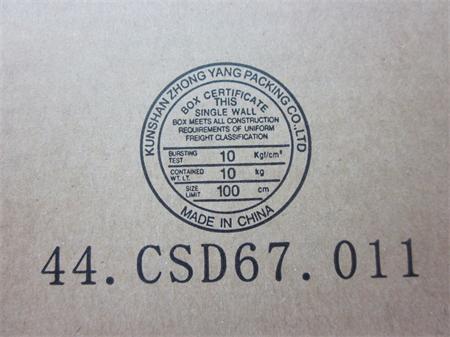 KUNSHAN ZHONG YANG PACKING CO.,LTD
BOX CERTIFICATE
THIS
SINGLE WALL
BOX MEETS ALL CONSTRUCTION
REQUIREMENTS OF UNIFORM
FREIGHT CLASSIFICATION
BURSTING TEST 10 Kgf/cm²
CONTAINED WT. LT. 10 kg
SIZE LIMIT 100 cm
MADE IN CHINA
44.CSD67.011